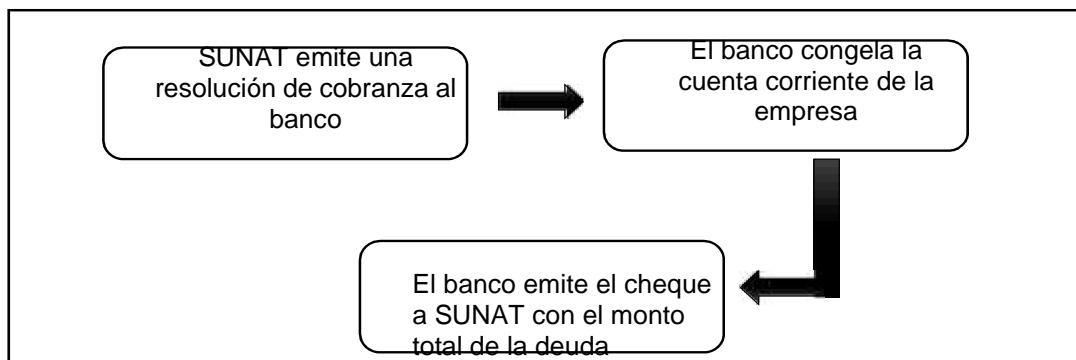 SUNAT emite una
resolución de cobranza al
banco
El banco congela la
cuenta corriente de la
empresa
El banco emite el cheque
a SUNAT con el monto
total de la deuda